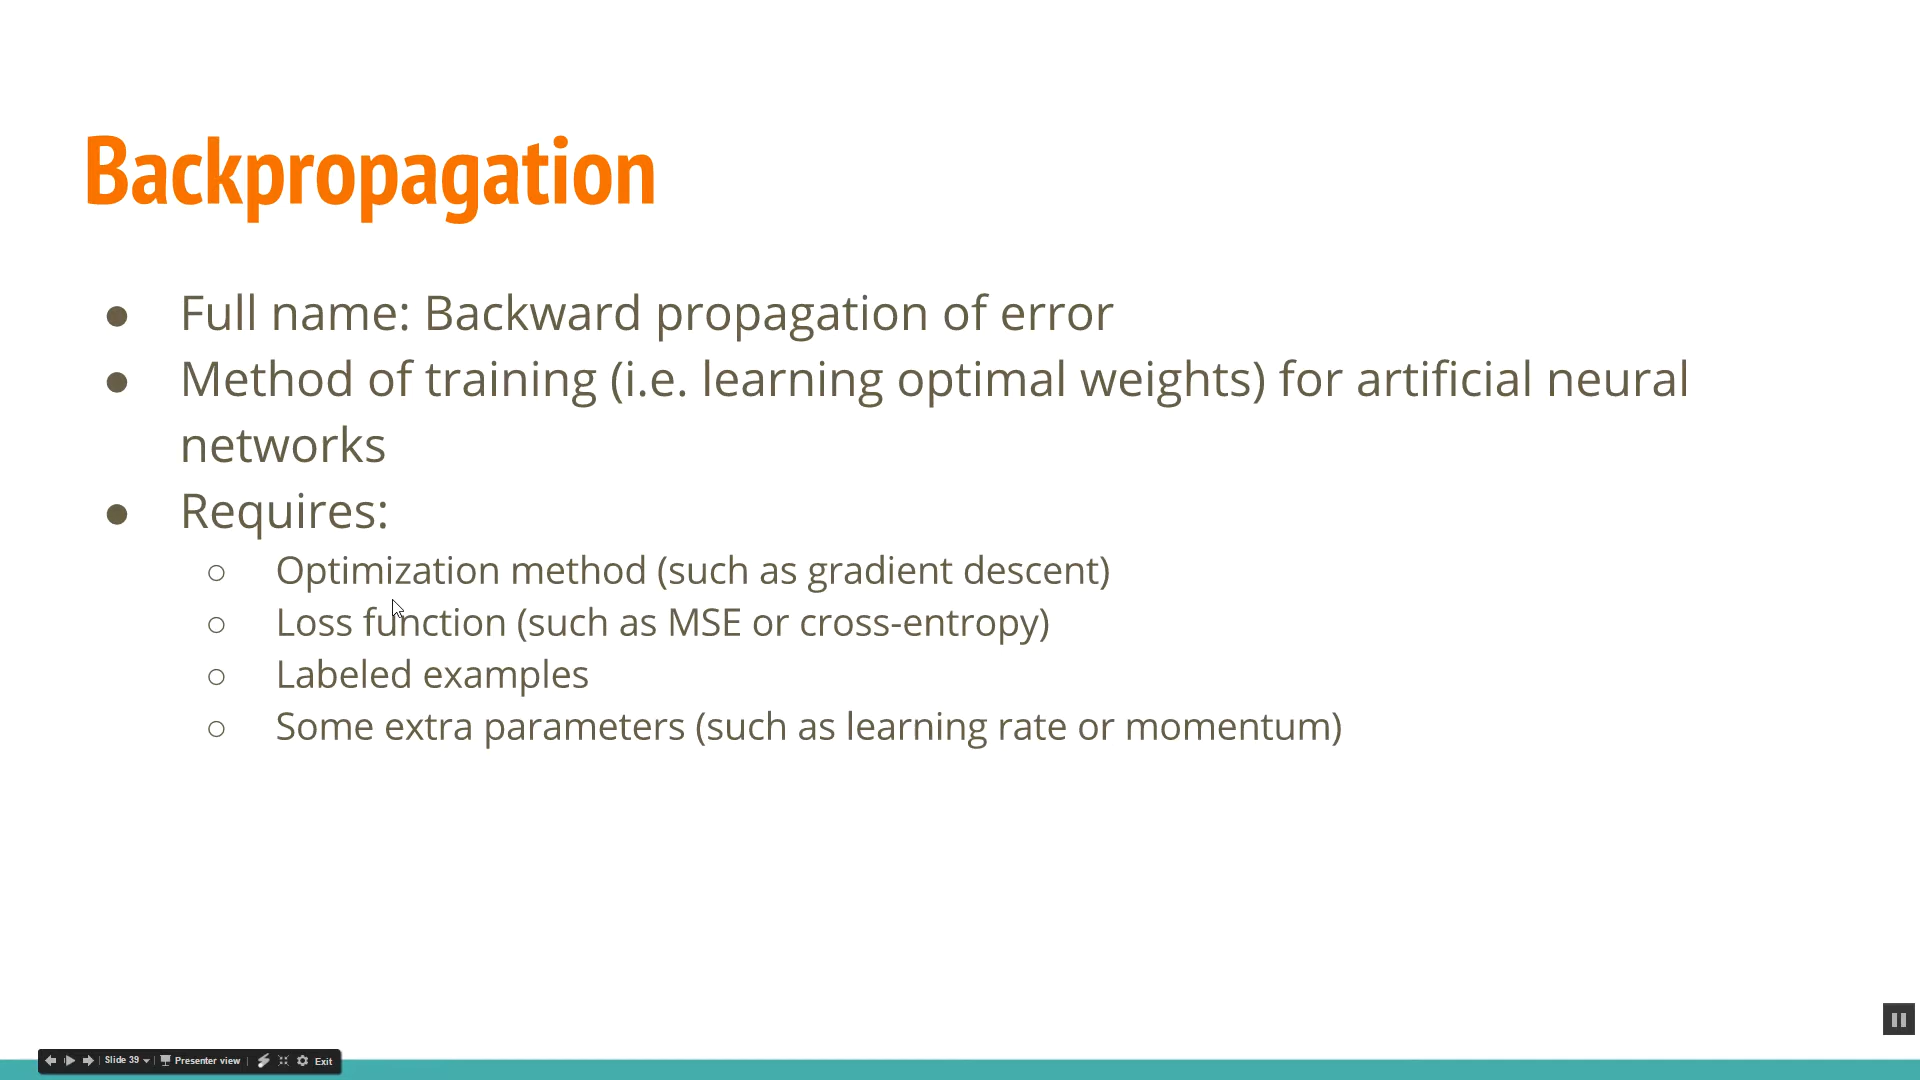 Backpropagation
● Full name: Backward propagation of error
● Method of training (i.e. learning optimal weights) for artificial neural
networks
● Requires:
○ Optimization method (such as gradient descent)
○ Loss function (such as MSE or cross-entropy)
○ Labeled examples
○ Some extra parameters (such as learning rate or momentum)
Slide 39 Presenter view Exit